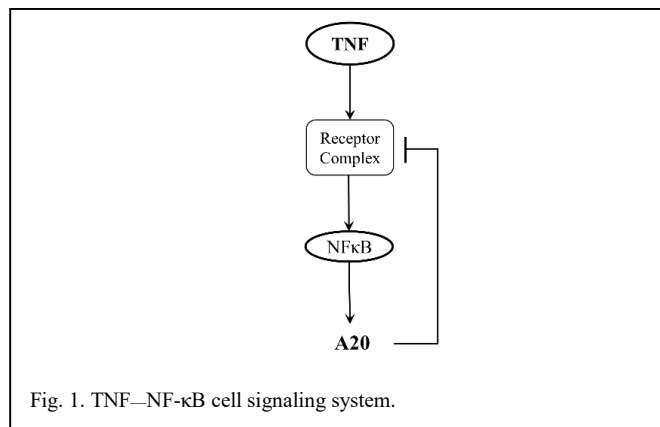 TNF
Receptor
Complex
NFκB
A20
Fig. 1. TNF—NF-κB cell signaling system.